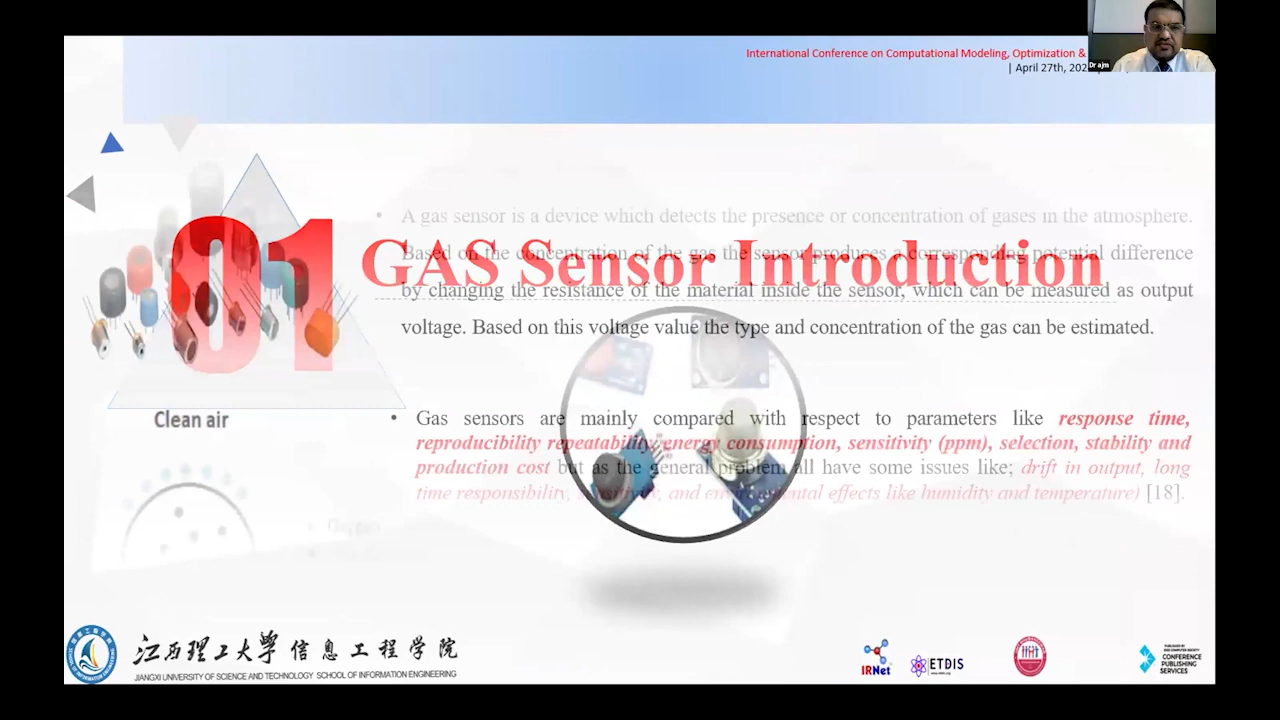 International Conference on Computational Modeling, Optimization &
| April 27th, 202
Dr ajm
01
GAS Sensor Introduction
• A gas sensor is a device which detects the presence or concentration of gases in the atmosphere.
Based on the concentration of the gas the sensor produces a corresponding potential difference
by changing the resistance of the material inside the sensor, which can be measured as output
voltage. Based on this voltage value the type and concentration of the gas can be estimated.
Clean air
• Gas sensors are mainly compared with respect to parameters like response time,
reproducibility repeatability, energy consumption, sensitivity (ppm), selection, stability and
production cost but as the general problem all have some issues like; drift in output, long
time responsibility, sensitivity, and environmental effects like humidity and temperature) [18].
江西理工大学 信息工程学院
JIANGXI UNIVERSITY OF SCIENCE AND TECHNOLOGY SCHOOL OF INFORMATION ENGINEERING
IRNet
ETDIS
CONFERENCE
PUBLISHING
SERVICES